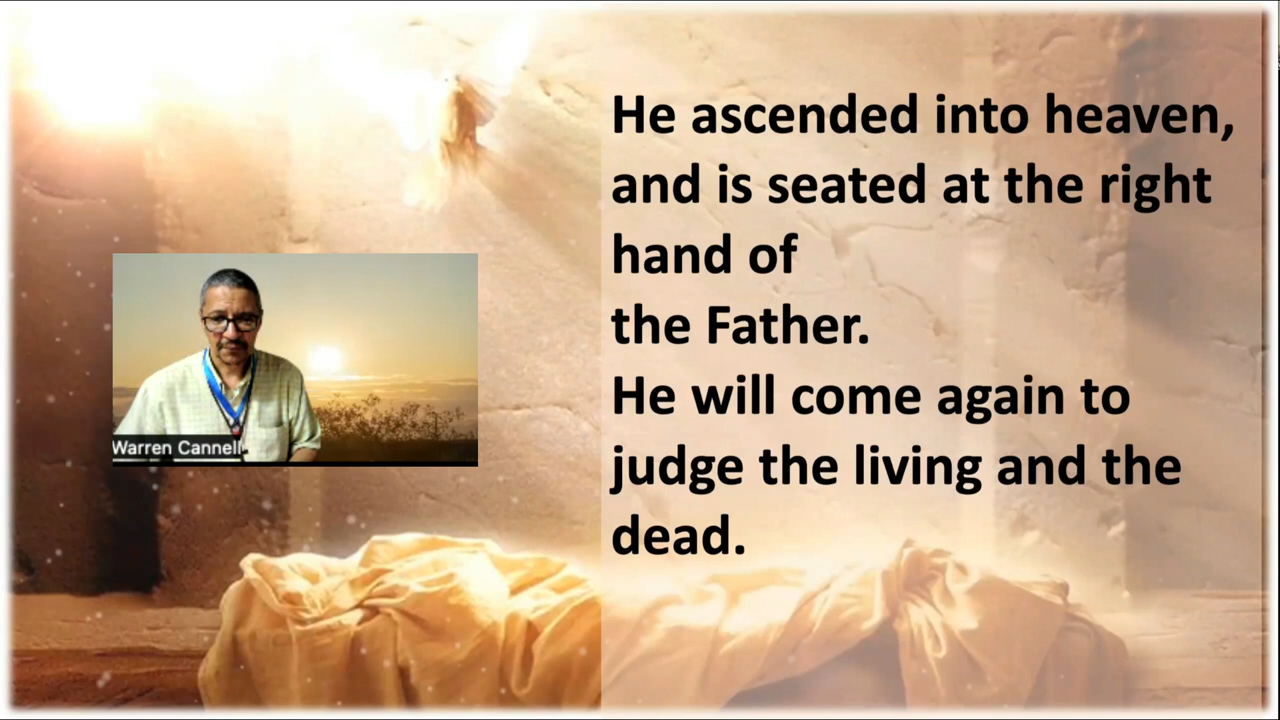 He ascended into heaven,
and is seated at the right
hand of
the Father.
He will come again to
judge the living and the
dead.
Warren Cannell